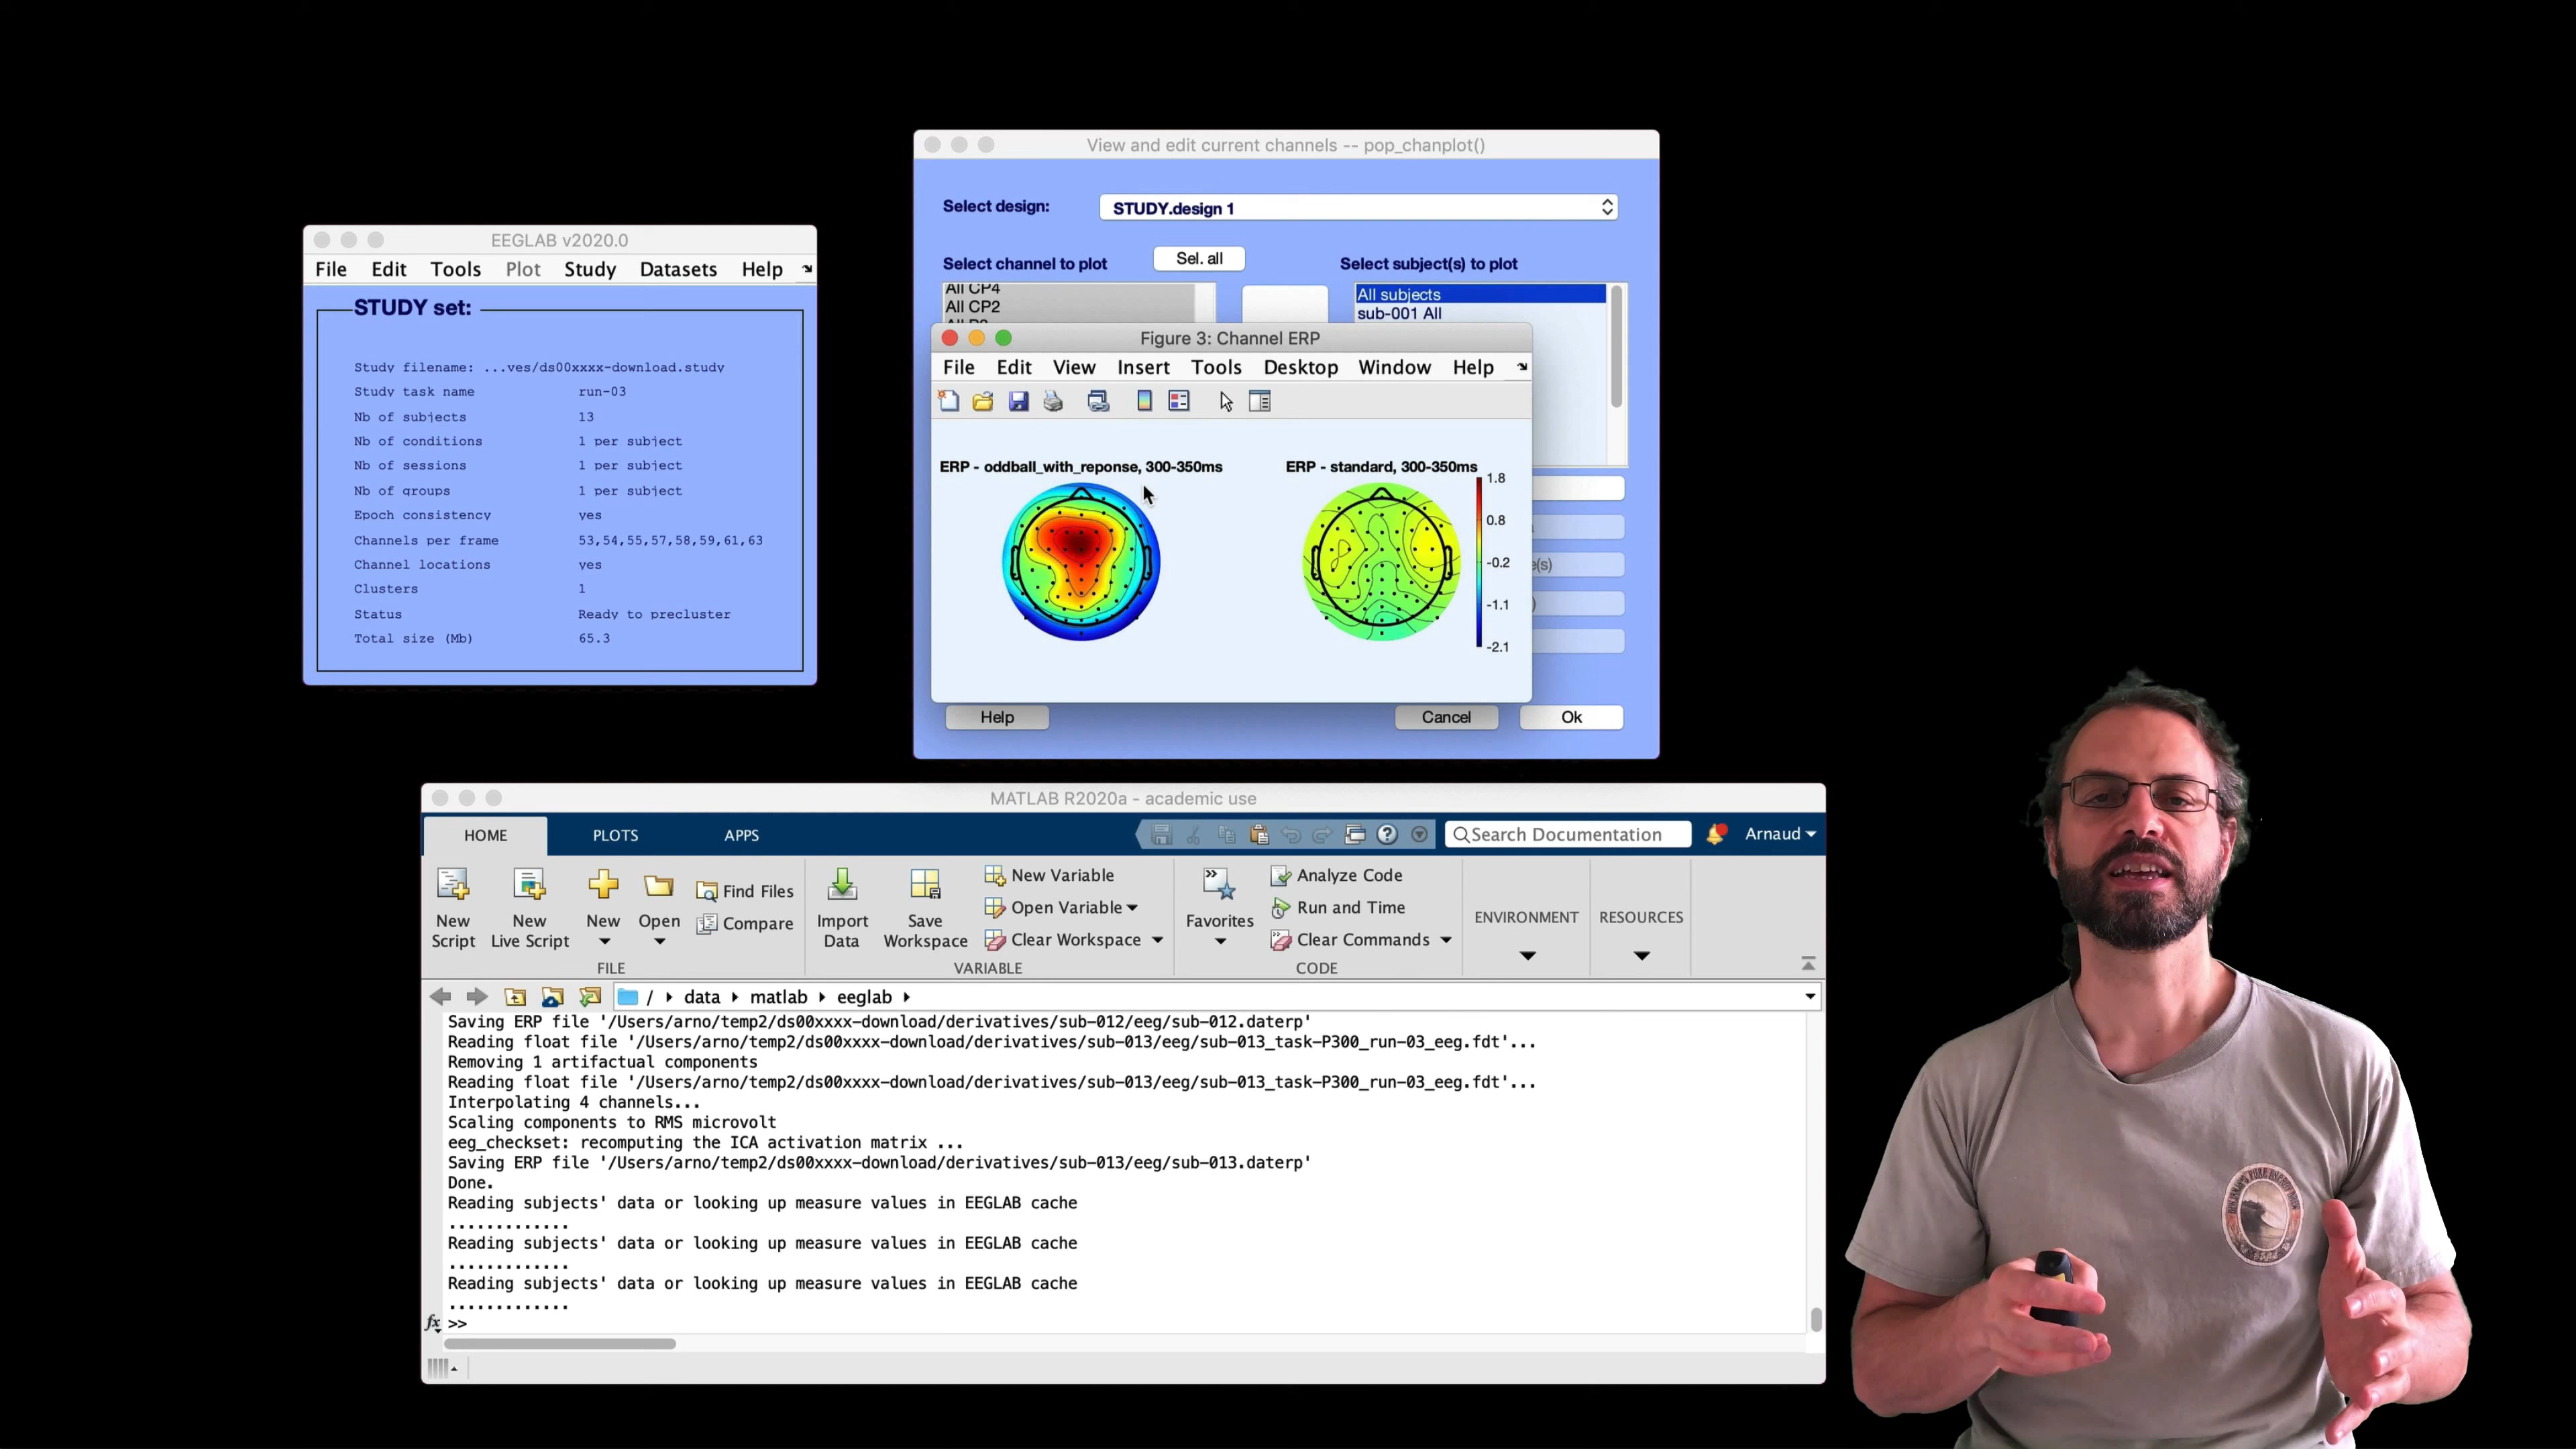 EEGLAB v2020.0
File Edit Tools Plot Study Datasets Help
STUDY set:
Study filename: ...ves/ds00xxxx-download.study
Study task name run-03
Nb of subjects 13
Nb of conditions 1 per subject
Nb of sessions 1 per subject
Nb of groups 1 per subject
Epoch consistency yes
Channels per frame 53,54,55,57,58,59,61,63
Channel locations yes
Clusters 1
Status Ready to precluster
Total size (Mb) 65.3
View and edit current channels -- pop_chanplot()
Select design: STUDY.design 1
Select channel to plot Sel. all Select subject(s) to plot
All CP4
All CP2
All subjects
sub-001 All
Figure 3: Channel ERP
File Edit View Insert Tools Desktop Window Help
ERP - oddball_with_reponse, 300-350ms ERP - standard, 300-350ms
1.8
0.8
-0.2
-1.1
-2.1
Help Cancel Ok
MATLAB R2020a - academic use
HOME PLOTS APPS Search Documentation Arnaud
New Script
New Live Script
New
Open
Find Files
Compare
FILE
Import Data
Save Workspace
New Variable
Open Variable
Clear Workspace
VARIABLE
Favorites
Analyze Code
Run and Time
Clear Commands
CODE
ENVIRONMENT
RESOURCES
/ data matlab eeglab
Saving ERP file '/Users/arno/temp2/ds00xxxx-download/derivatives/sub-012/eeg/sub-012.daterp'
Reading float file '/Users/arno/temp2/ds00xxxx-download/derivatives/sub-013/eeg/sub-013_task-P300_run-03_eeg.fdt'...
Removing 1 artifactual components
Reading float file '/Users/arno/temp2/ds00xxxx-download/derivatives/sub-013/eeg/sub-013_task-P300_run-03_eeg.fdt'...
Interpolating 4 channels...
Scaling components to RMS microvolt
eeg_checkset: recomputing the ICA activation matrix ...
Saving ERP file '/Users/arno/temp2/ds00xxxx-download/derivatives/sub-013/eeg/sub-013.daterp'
Done.
Reading subjects' data or looking up measure values in EEGLAB cache
.............
Reading subjects' data or looking up measure values in EEGLAB cache
.............
Reading subjects' data or looking up measure values in EEGLAB cache
.............
fx >>